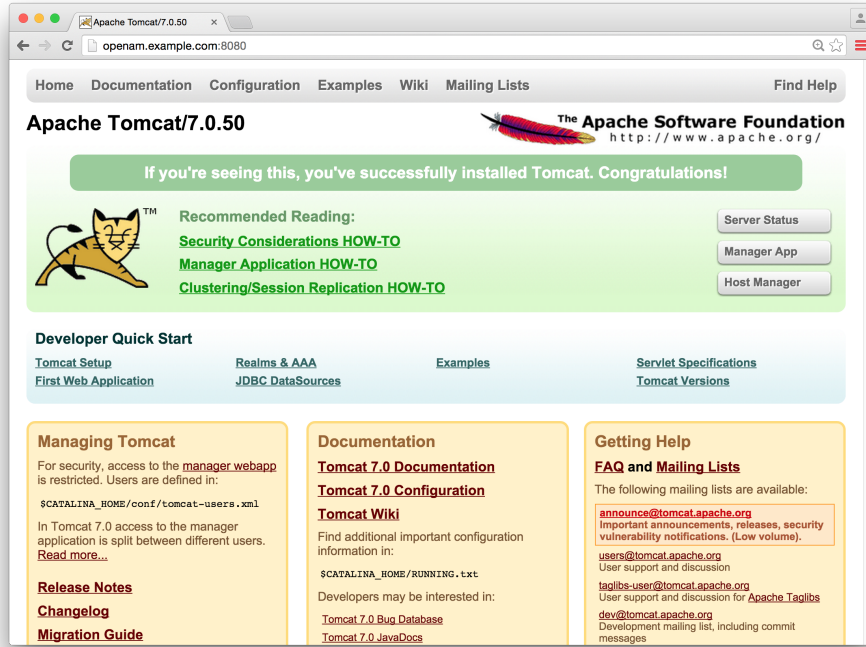 Apache Tomcat/7.0.50
openam.example.com:8080
Home Documentation Configuration Examples Wiki Mailing Lists Find Help
Apache Tomcat/7.0.50
The Apache Software Foundation
http://www.apache.org/
If you're seeing this, you've successfully installed Tomcat. Congratulations!
TM
Recommended Reading:
Security Considerations HOW-TO
Manager Application HOW-TO
Clustering/Session Replication HOW-TO
Server Status
Manager App
Host Manager
Developer Quick Start
Tomcat Setup
First Web Application
Realms & AAA
JDBC DataSources
Examples
Servlet Specifications
Tomcat Versions
Managing Tomcat
For security, access to the manager webapp
is restricted. Users are defined in:
$CATALINA_HOME/conf/tomcat-users.xml
In Tomcat 7.0 access to the manager
application is split between different users.
Read more...
Release Notes
Changelog
Migration Guide
Documentation
Tomcat 7.0 Documentation
Tomcat 7.0 Configuration
Tomcat Wiki
Find additional important configuration
information in:
$CATALINA_HOME/RUNNING.txt
Developers may be interested in:
Tomcat 7.0 Bug Database
Tomcat 7.0 JavaDocs
Getting Help
FAQ and Mailing Lists
The following mailing lists are available:
announce@tomcat.apache.org
Important announcements, releases, security
vulnerability notifications. (Low volume).
users@tomcat.apache.org
User support and discussion
taglibs-user@tomcat.apache.org
User support and discussion for Apache Taglibs
dev@tomcat.apache.org
Development mailing list, including commit
messages